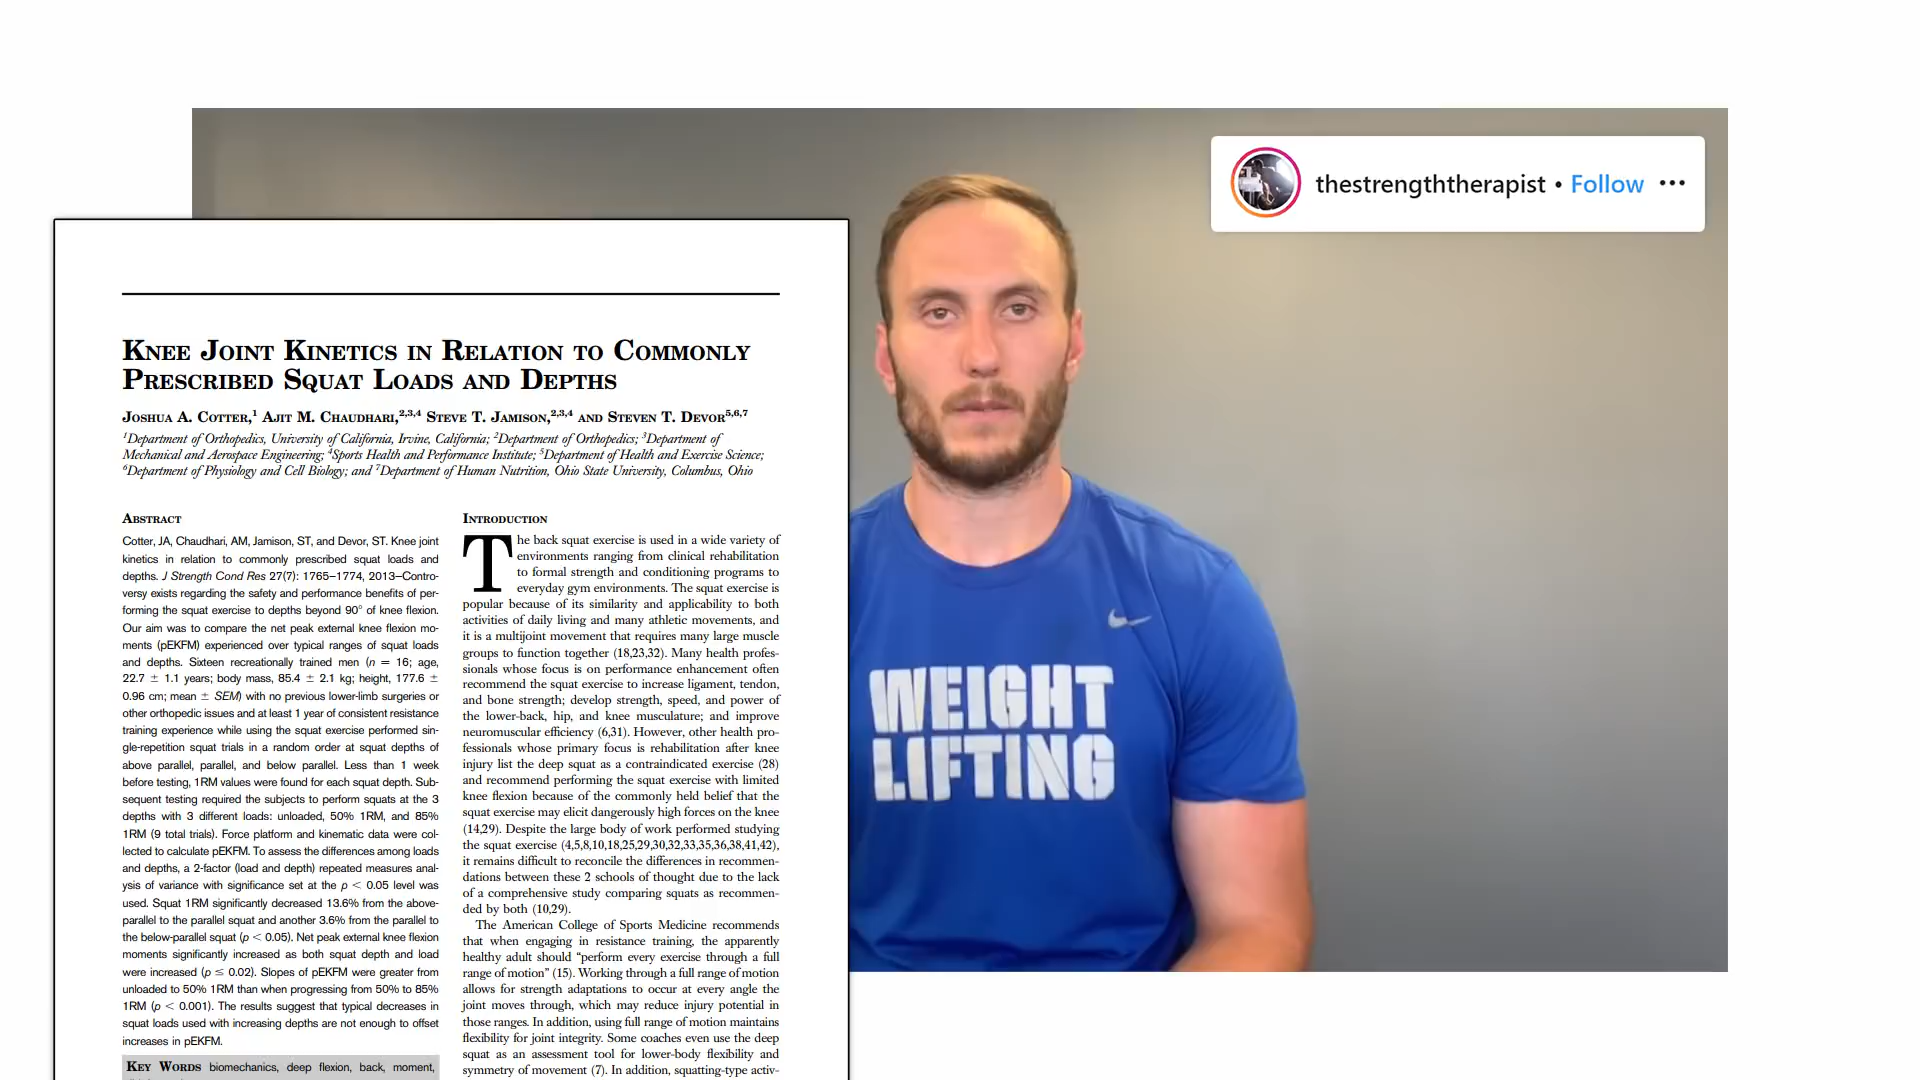 thestrengththerapist • Follow •••
KNEE JOINT KINETICS IN RELATION TO COMMONLY
PRESCRIBED SQUAT LOADS AND DEPTHS
JOSHUA A. COTTER,¹ AJIT M. CHAUDHARI,²,³,⁴ STEVE T. JAMISON,²,³,⁴ AND STEVEN T. DEVOR⁵,⁶,⁷
¹Department of Orthopedics, University of California, Irvine, California; ²Department of Orthopedics; ³Department of
Mechanical and Aerospace Engineering; ⁴Sports Health and Performance Institute; ⁵Department of Health and Exercise Science;
⁶Department of Physiology and Cell Biology; and ⁷Department of Human Nutrition, Ohio State University, Columbus, Ohio
ABSTRACT
Cotter, JA, Chaudhari, AM, Jamison, ST, and Devor, ST. Knee joint
kinetics in relation to commonly prescribed squat loads and
depths. J Strength Cond Res 27(7): 1765–1774, 2013—Contro-
versy exists regarding the safety and performance benefits of per-
forming the squat exercise to depths beyond 90° of knee flexion.
Our aim was to compare the net peak external knee flexion mo-
ments (pEKFM) experienced over typical ranges of squat loads
and depths. Sixteen recreationally trained men (n = 16; age,
22.7 ± 1.1 years; body mass, 85.4 ± 2.1 kg; height, 177.6 ±
0.96 cm; mean ± SEM) with no previous lower-limb surgeries or
other orthopedic issues and at least 1 year of consistent resistance
training experience while using the squat exercise performed sin-
gle-repetition squat trials in a random order at squat depths of
above parallel, parallel, and below parallel. Less than 1 week
before testing, 1RM values were found for each squat depth. Sub-
sequent testing required the subjects to perform squats at the 3
depths with 3 different loads: unloaded, 50% 1RM, and 85%
1RM (9 total trials). Force platform and kinematic data were col-
lected to calculate pEKFM. To assess the differences among loads
and depths, a 2-factor (load and depth) repeated measures anal-
ysis of variance with significance set at the p < 0.05 level was
used. Squat 1RM significantly decreased 13.6% from the above-
parallel to the parallel squat and another 3.6% from the parallel to
the below-parallel squat (p < 0.05). Net peak external knee flexion
moments significantly increased as both squat depth and load
were increased (p ≤ 0.02). Slopes of pEKFM were greater from
unloaded to 50% 1RM than when progressing from 50% to 85%
1RM (p < 0.001). The results suggest that typical decreases in
squat loads used with increasing depths are not enough to offset
increases in pEKFM.
KEY WORDS biomechanics, deep flexion, back, moment,
INTRODUCTION
The back squat exercise is used in a wide variety of
environments ranging from clinical rehabilitation
to formal strength and conditioning programs to
everyday gym environments. The squat exercise is
popular because of its similarity and applicability to both
activities of daily living and many athletic movements, and
it is a multijoint movement that requires many large muscle
groups to function together (18,23,32). Many health profes-
sionals whose focus is on performance enhancement often
recommend the squat exercise to increase ligament, tendon,
and bone strength; develop strength, speed, and power of
the lower-back, hip, and knee musculature; and improve
neuromuscular efficiency (6,31). However, other health pro-
fessionals whose primary focus is rehabilitation after knee
injury list the deep squat as a contraindicated exercise (28)
and recommend performing the squat exercise with limited
knee flexion because of the commonly held belief that the
squat exercise may elicit dangerously high forces on the knee
(14,29). Despite the large body of work performed studying
the squat exercise (4,5,8,10,18,25,29,30,32,33,35,36,38,41,42),
it remains difficult to reconcile the differences in recommen-
dations between these 2 schools of thought due to the lack
of a comprehensive study comparing squats as recommen-
ded by both (10,29).
The American College of Sports Medicine recommends
that when engaging in resistance training, the apparently
healthy adult should “perform every exercise through a full
range of motion” (15). Working through a full range of motion
allows for strength adaptations to occur at every angle the
joint moves through, which may reduce injury potential in
those ranges. In addition, using full range of motion maintains
flexibility for joint integrity. Some coaches even use the deep
squat as an assessment tool for lower-body flexibility and
symmetry of movement (7). In addition, squatting-type activ-
WEIGHT
LIFTING